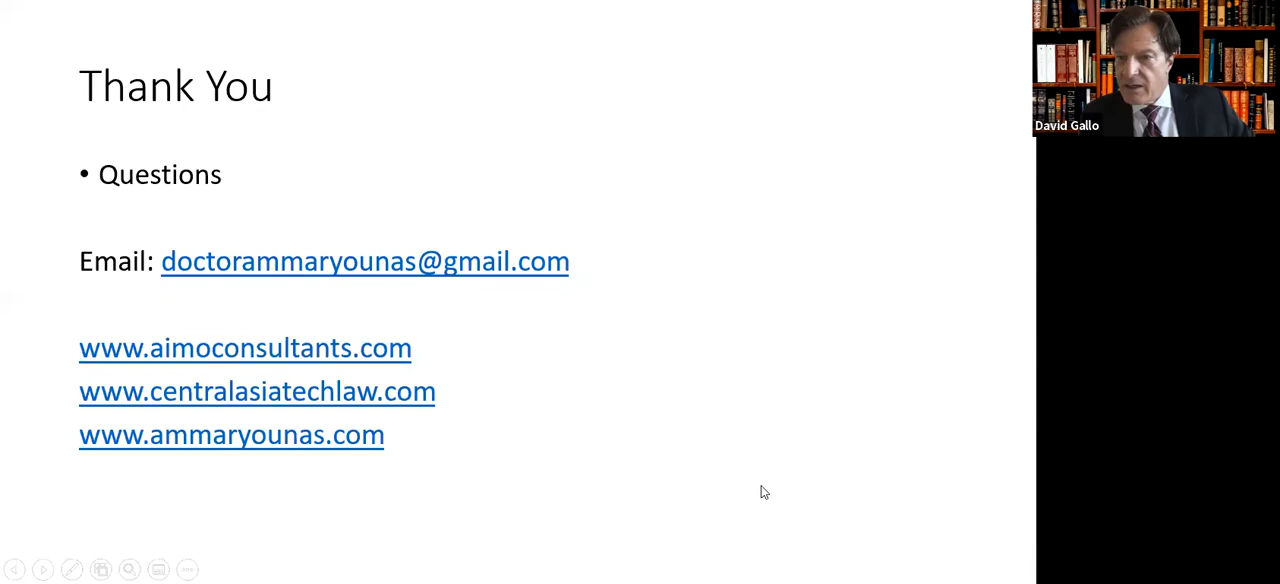 Thank You
• Questions
Email: doctorammaryounas@gmail.com
www.aimoconsultants.com
www.centralasiatechlaw.com
www.ammaryounas.com
David Gallo